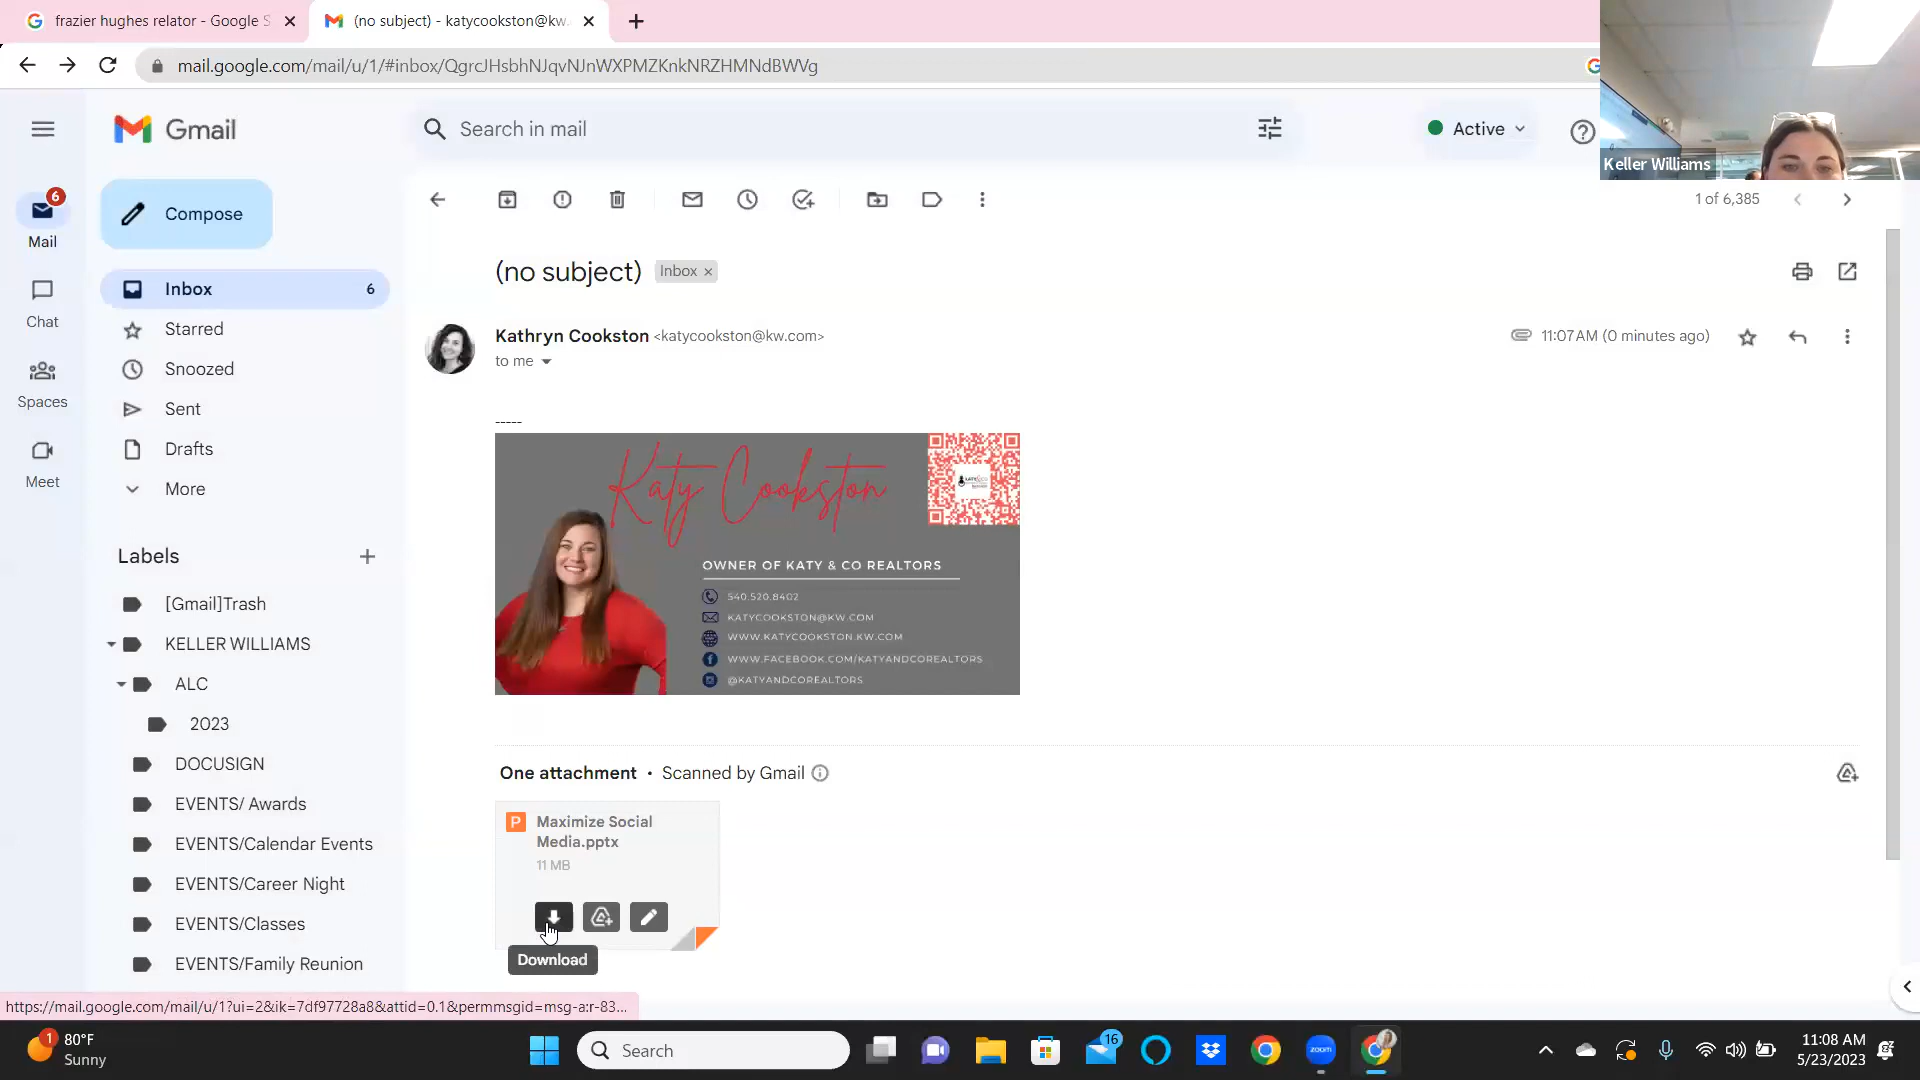 frazier hughes relator - Google S
(no subject) - katycookston@kw.
mail.google.com/mail/u/1/#inbox/QgrcJHsbhNJqvNJnWXPMZKnkNRZHMNdBWVg
Keller Williams
Gmail
Search in mail
Active
6
Mail
Compose
1 of 6,385
Inbox 6
(no subject)
Inbox ×
Chat
Starred
Kathryn Cookston <katycookston@kw.com>
11:07 AM (0 minutes ago)
to me
Snoozed
Spaces
Sent
-----
Drafts
Meet
More
Katy Cookston
OWNER OF KATY & CO REALTORS
540.520.8402
KATYCOOKSTON@KW.COM
WWW.KATYCOOKSTON.KW.COM
WWW.FACEBOOK.COM/KATYANDCOREALTORS
@KATYANDCOREALTORS
Labels
[Gmail]Trash
KELLER WILLIAMS
ALC
2023
DOCUSIGN
EVENTS/ Awards
EVENTS/Calendar Events
EVENTS/Career Night
EVENTS/Classes
EVENTS/Family Reunion
One attachment • Scanned by Gmail
P
Maximize Social
Media.pptx
11 MB
Download
https://mail.google.com/mail/u/1?ui=2&ik=7df97728a8&attid=0.1&permmsgid=msg-a:r-83...
1
80°F
Sunny
Search
16
zoom
11:08 AM
5/23/2023